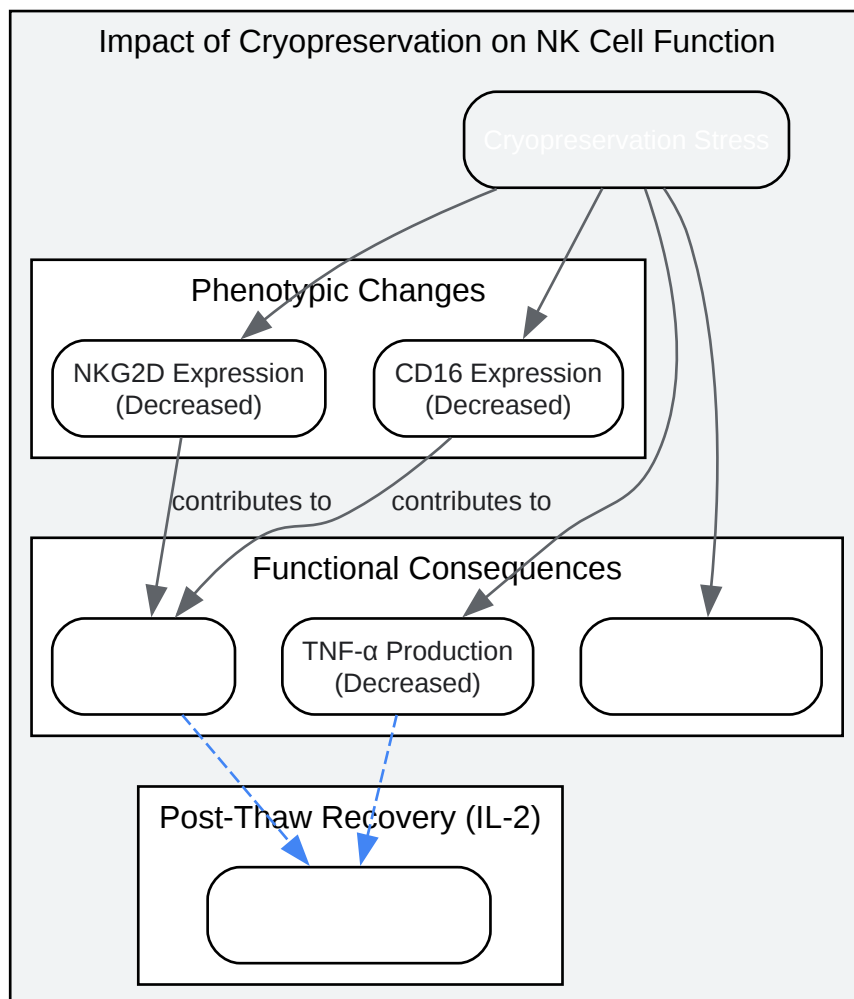 Impact of Cryopreservation on NK Cell Function
Cryopreservation Stress
Phenotypic Changes
NKG2D Expression
(Decreased)
CD16 Expression
(Decreased)
contributes to
contributes to
Functional Consequences
TNF-α Production
(Decreased)
Post-Thaw Recovery (IL-2)